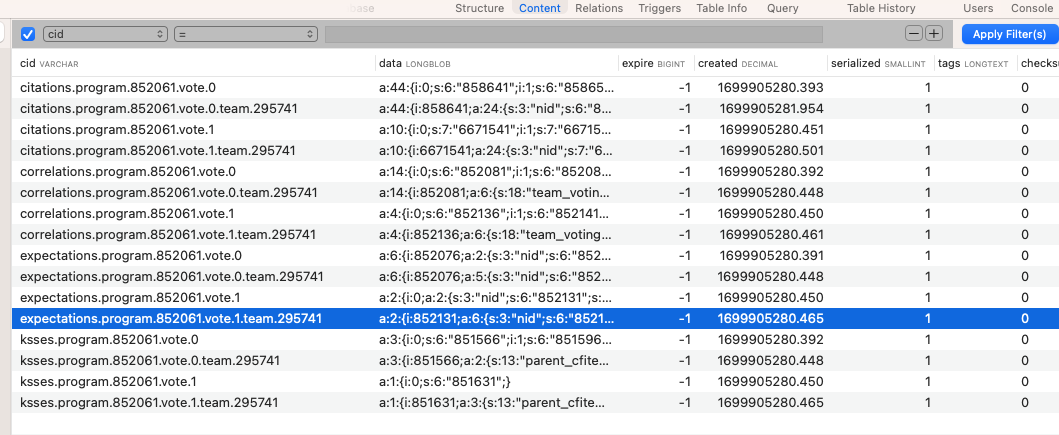 base Structure Content Relations Triggers Table Info Query Table History Users Console
cid = Apply Filter(s)
cid VARCHAR data LONGBLOB expire BIGINT created DECIMAL serialized SMALLINT tags LONGTEXT checksu
citations.program.852061.vote.0 a:44:{i:0;s:6:"858641";i:1;s:6:"85865... -1 1699905280.393 1 0
citations.program.852061.vote.0.team.295741 a:44:{i:858641;a:24:{s:3:"nid";s:6:"8... -1 1699905281.954 1 0
citations.program.852061.vote.1 a:10:{i:0;s:7:"6671541";i:1;s:7:"66715... -1 1699905280.451 1 0
citations.program.852061.vote.1.team.295741 a:10:{i:6671541;a:24:{s:3:"nid";s:7:"6... -1 1699905280.501 1 0
correlations.program.852061.vote.0 a:14:{i:0;s:6:"852081";i:1;s:6:"85208... -1 1699905280.392 1 0
correlations.program.852061.vote.0.team.295741 a:14:{i:852081;a:6:{s:18:"team_votin... -1 1699905280.448 1 0
correlations.program.852061.vote.1 a:4:{i:0;s:6:"852136";i:1;s:6:"852141... -1 1699905280.450 1 0
correlations.program.852061.vote.1.team.295741 a:4:{i:852136;a:6:{s:18:"team_voting... -1 1699905280.461 1 0
expectations.program.852061.vote.0 a:6:{i:0;a:2:{s:3:"nid";s:6:"852... -1 1699905280.391 1 0
expectations.program.852061.vote.0.team.295741 a:6:{i:852076;a:5:{s:3:"nid";s:6:"852... -1 1699905280.448 1 0
expectations.program.852061.vote.1 a:2:{i:0;a:2:{s:3:"nid";s:6:"852131";s:... -1 1699905280.450 1 0
expectations.program.852061.vote.1.team.295741 a:2:{i:852131;a:6:{s:3:"nid";s:6:"8521... -1 1699905280.465 1 0
ksses.program.852061.vote.0 a:3:{i:0;s:6:"851566";i:1;s:6:"851596... -1 1699905280.392 1 0
ksses.program.852061.vote.0.team.295741 a:3:{i:851566;a:2:{s:13:"parent_cfite... -1 1699905280.448 1 0
ksses.program.852061.vote.1 a:1:{i:0;s:6:"851631";} -1 1699905280.450 1 0
ksses.program.852061.vote.1.team.295741 a:1:{i:851631;a:3:{s:13:"parent_cfite... -1 1699905280.465 1 0